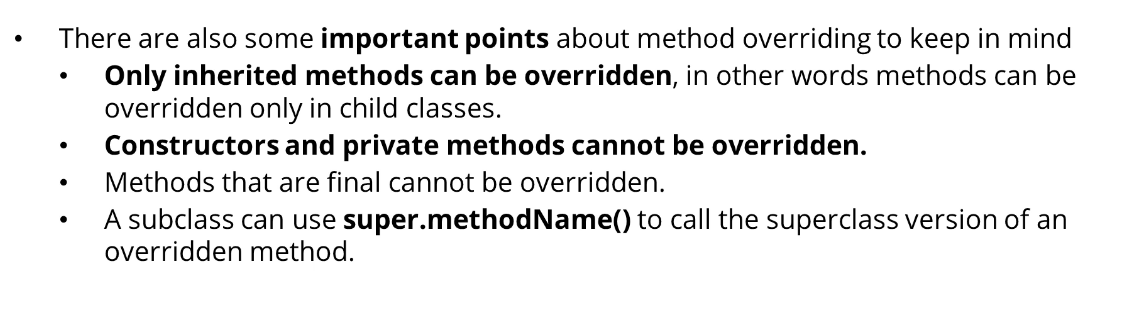 • There are also some important points about method overriding to keep in mind
• Only inherited methods can be overridden, in other words methods can be
overridden only in child classes.
• Constructors and private methods cannot be overridden.
• Methods that are final cannot be overridden.
• A subclass can use super.methodName() to call the superclass version of an
overridden method.